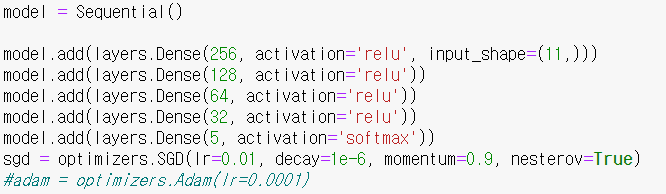 model = Sequential()
model.add(layers.Dense(256, activation='relu', input_shape=(11,)))
model.add(layers.Dense(128, activation='relu'))
model.add(layers.Dense(64, activation='relu'))
model.add(layers.Dense(32, activation='relu'))
model.add(layers.Dense(5, activation='softmax'))
sgd = optimizers.SGD(lr=0.01, decay=1e-6, momentum=0.9, nesterov=True)
#adam = optimizers.Adam(lr=0.0001)